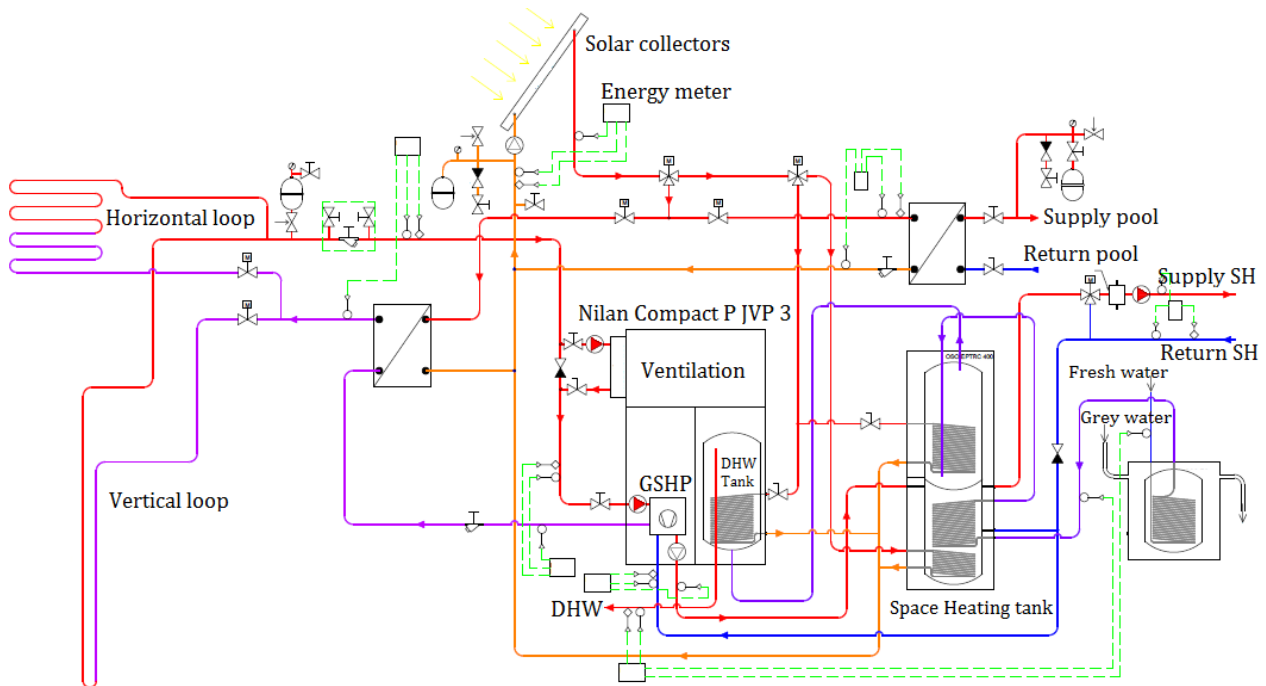 Solar collectors
Energy meter
M
M
M
M
Horizontal loop
Supply pool
Return pool
M
M
M
Supply SH
Nilan Compact P JVP 3
Return SH
Ventilation
Fresh water
Grey water
DHW
Tank
GSHP
Vertical loop
DHW
Space Heating tank